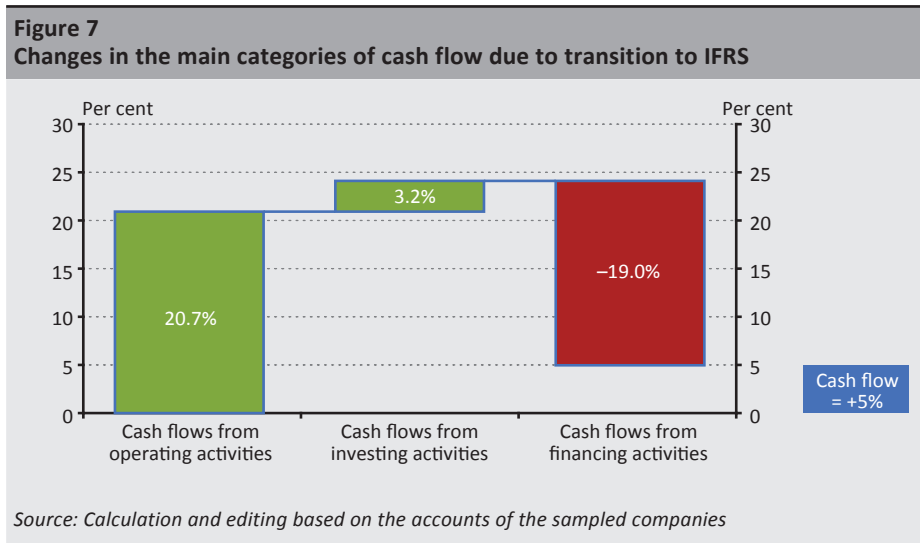 Figure 7
Changes in the main categories of cash flow due to transition to IFRS
Per cent
Per cent
30
30
25
25
20
20
15
15
10
10
5
5
0
0
3.2%
–19.0%
20.7%
Cash flow
= +5%
Cash flows from
operating activities
Cash flows from
investing activities
Cash flows from
financing activities
Source: Calculation and editing based on the accounts of the sampled companies